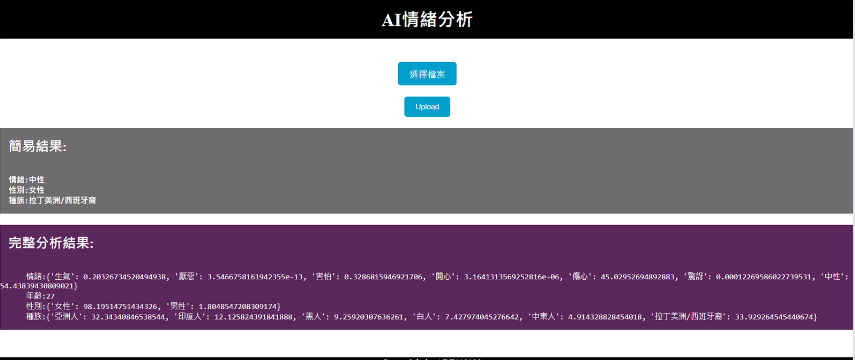 AI情緒分析
選擇檔案
Upload
簡易結果:
情緒:中性
性別:女性
種族:拉丁美洲/西班牙裔
完整分析結果:
情緒:{'生氣': 0.20326734520494938, '厭惡': 3.5466758161942355e-13, '害怕': 0.3286815946921706, '開心': 3.1641313569252816e-06, '傷心': 45.02952694892883, '驚訝': 0.00012269586022739531, '中性':
54.43839430809021}
年齡:27
性別:{'女性': 98.19514751434326, '男性': 1.8048547208309174}
種族:{'亞洲人': 32.34340846538544, '印度人': 12.125824391841888, '黑人': 9.25920307636261, '白人': 7.427974045276642, '中東人': 4.914328828454018, '拉丁美洲/西班牙裔': 33.929264545440674}